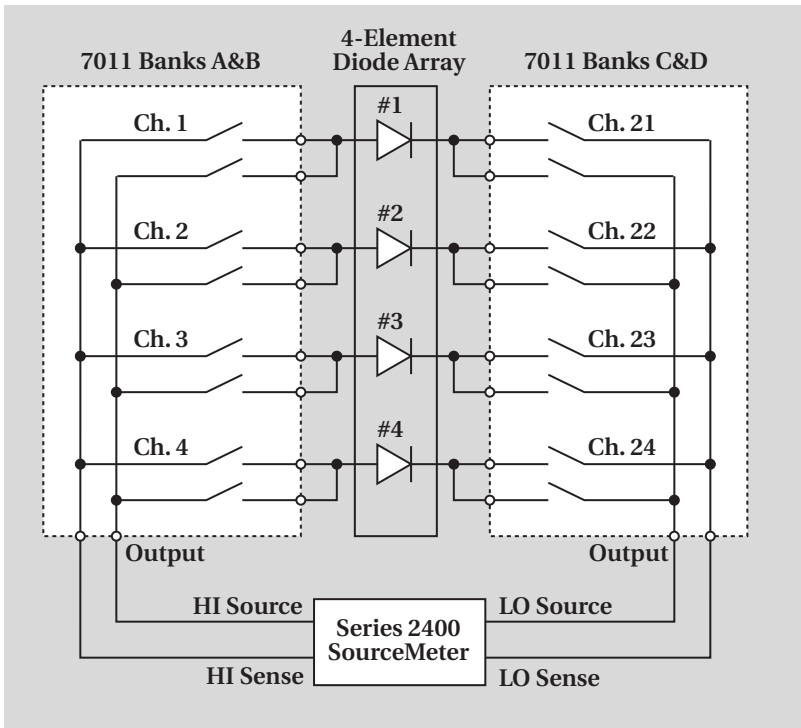 4-Element
Diode Array
7011 Banks A&B
7011 Banks C&D
#1
Ch. 1
Ch. 21
#2
Ch. 2
Ch. 22
#3
Ch. 3
Ch. 23
#4
Ch. 4
Ch. 24
Output
Output
HI Source
LO Source
Series 2400
SourceMeter
HI Sense
LO Sense